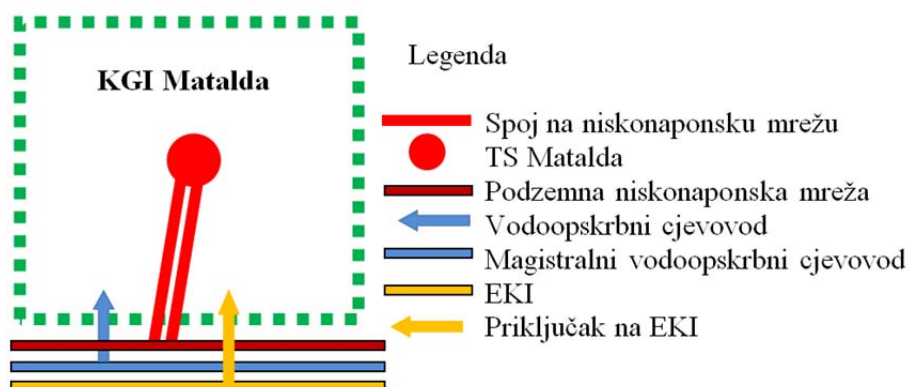 KGI Matalda
Legenda
Spoj na niskonaponsku mrežu
TS Matalda
Podzemna niskonaponska mreža
Vodoopskrbni cjevovod
Magistralni vodoopskrbni cjevovod
EKI
Priključak na EKI